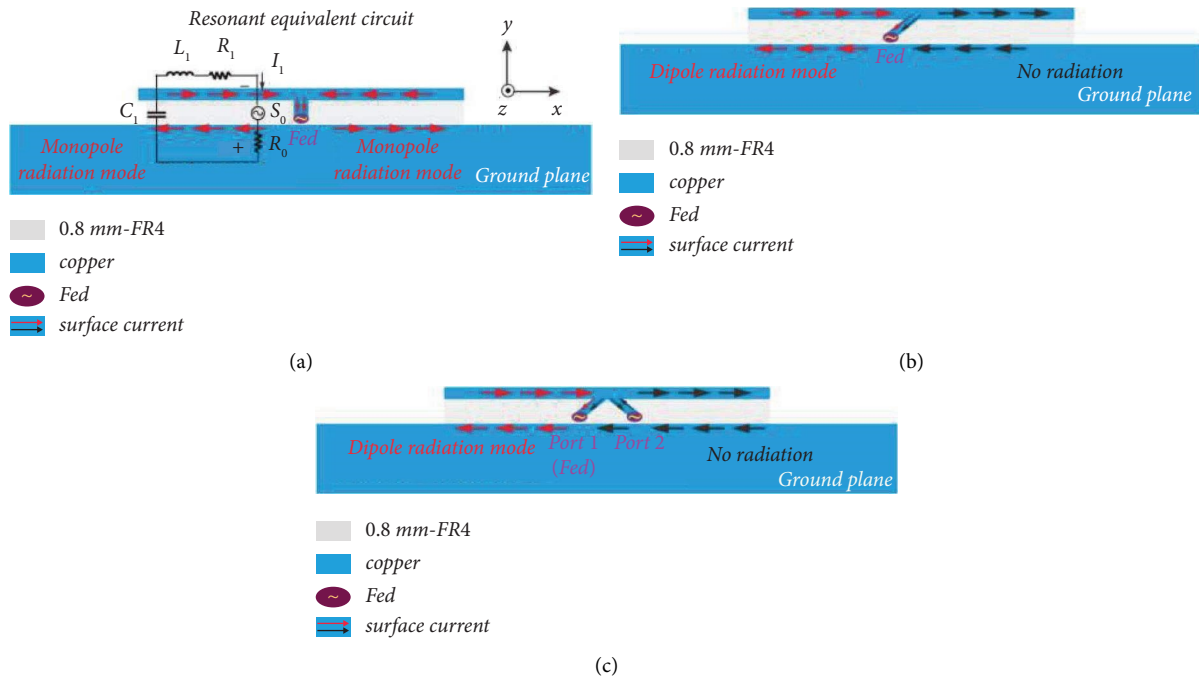 Resonant equivalent circuit
L1 R1 I1
−
C1 S0
+ R0
Fed
Monopole radiation mode
Monopole radiation mode
Ground plane
y
z x
0.8 mm-FR4
copper
~ Fed
surface current
(a)
Fed
Dipole radiation mode
No radiation
Ground plane
0.8 mm-FR4
copper
~ Fed
surface current
(b)
Dipole radiation mode
Port 1
(Fed)
Port 2
No radiation
Ground plane
0.8 mm-FR4
copper
~ Fed
surface current
(c)